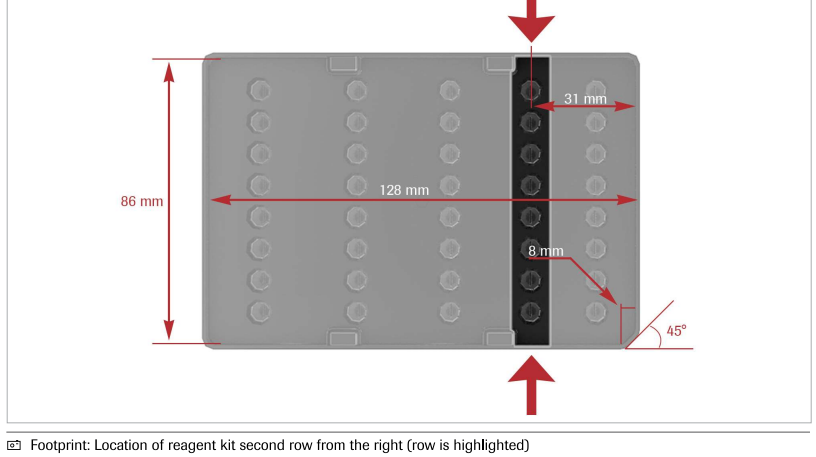 31 mm
128 mm
86 mm
8 mm
45°
Footprint: Location of reagent kit second row from the right (row is highlighted)